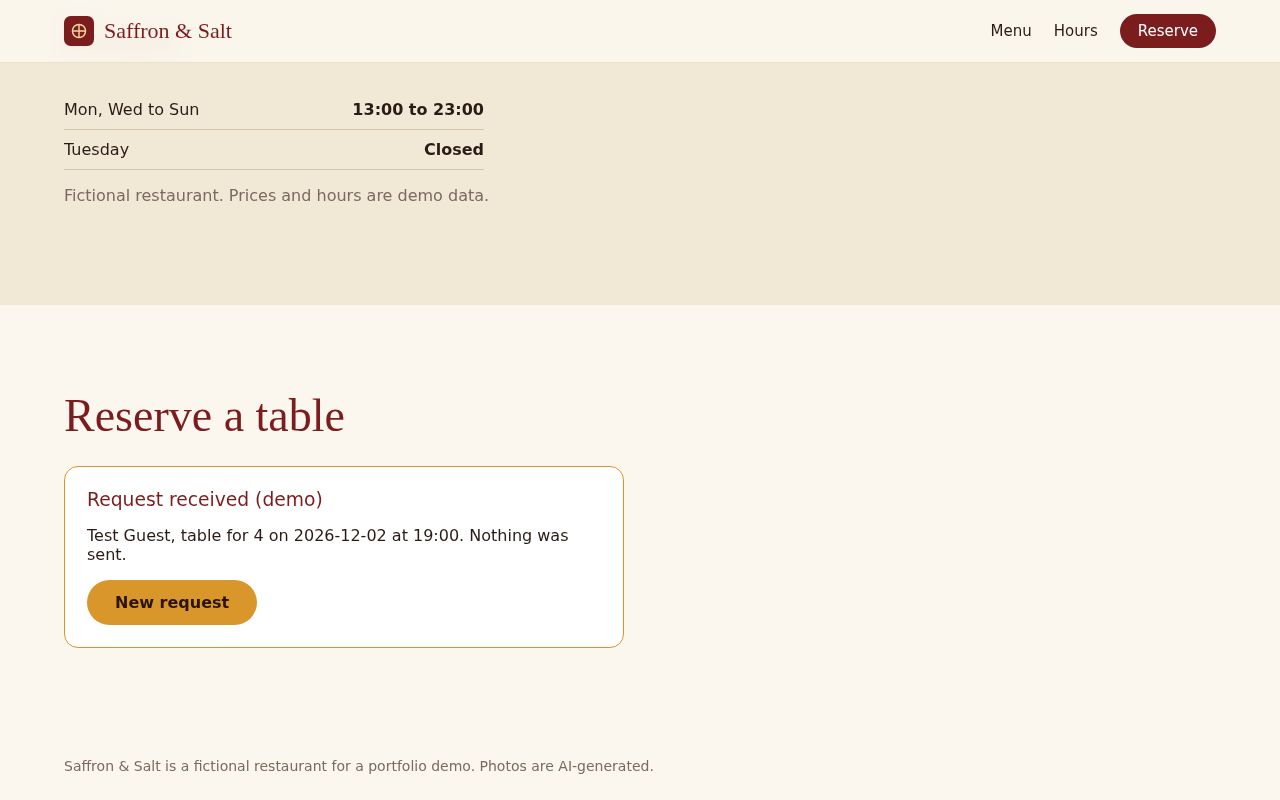 Saffron & Salt
Menu
Hours
Reserve
Mon, Wed to Sun 13:00 to 23:00
Tuesday Closed
Fictional restaurant. Prices and hours are demo data.
Reserve a table
Request received (demo)
Test Guest, table for 4 on 2026-12-02 at 19:00. Nothing was
sent.
New request
Saffron & Salt is a fictional restaurant for a portfolio demo. Photos are AI-generated.